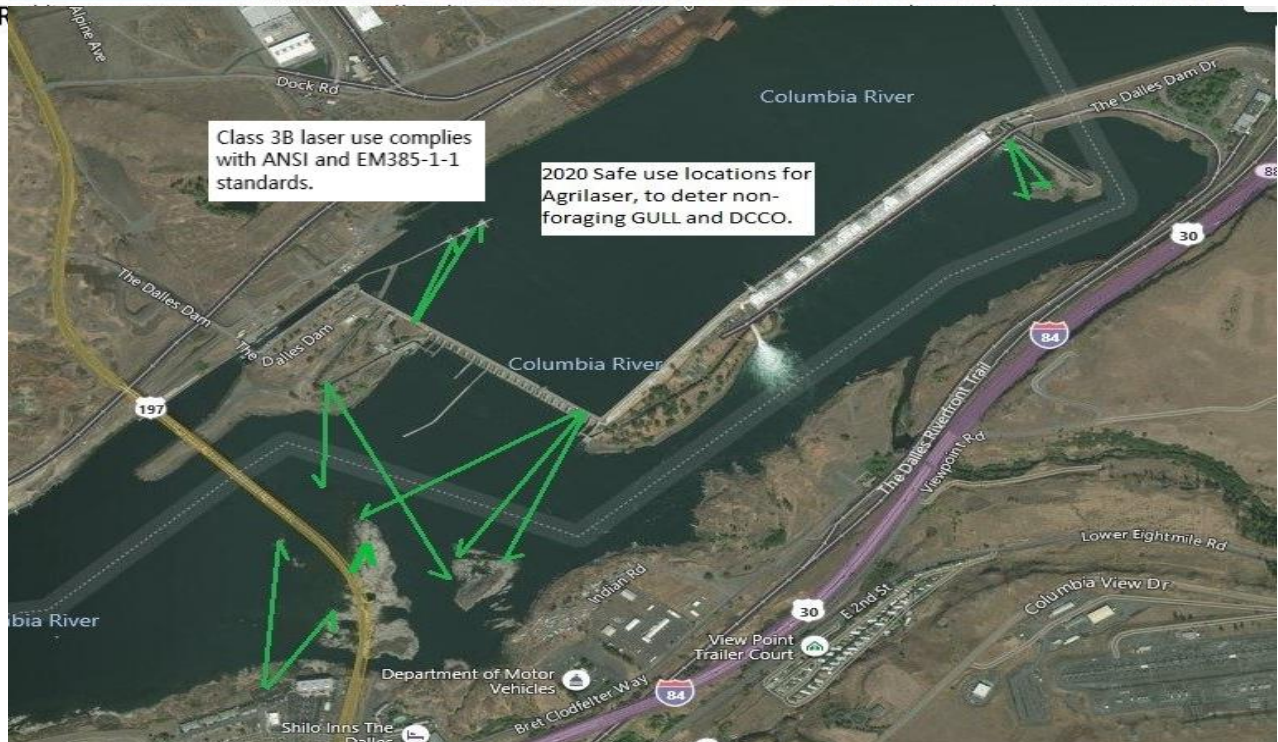 Alpine Ave
Dock Rd
Columbia River
The Dalles Dam Dr
Class 3B laser use complies
with ANSI and EM385-1-1
standards.
2020 Safe use locations for
Agrilaser, to deter non-
foraging GULL and DCCO.
88
30
The Dalles Dam
The Dalles Dam
Columbia River
84
197
The Dalles Riverfront Trail
Viewpoint Rd
Lower Eightmile Rd
Indian Rd
Columbia View Dr
E 2nd St
30
bia River
View Point
Trailer Court
Department of Motor
Vehicles
84
Bret Clodfelter Way
Shilo Inns The
Dalles